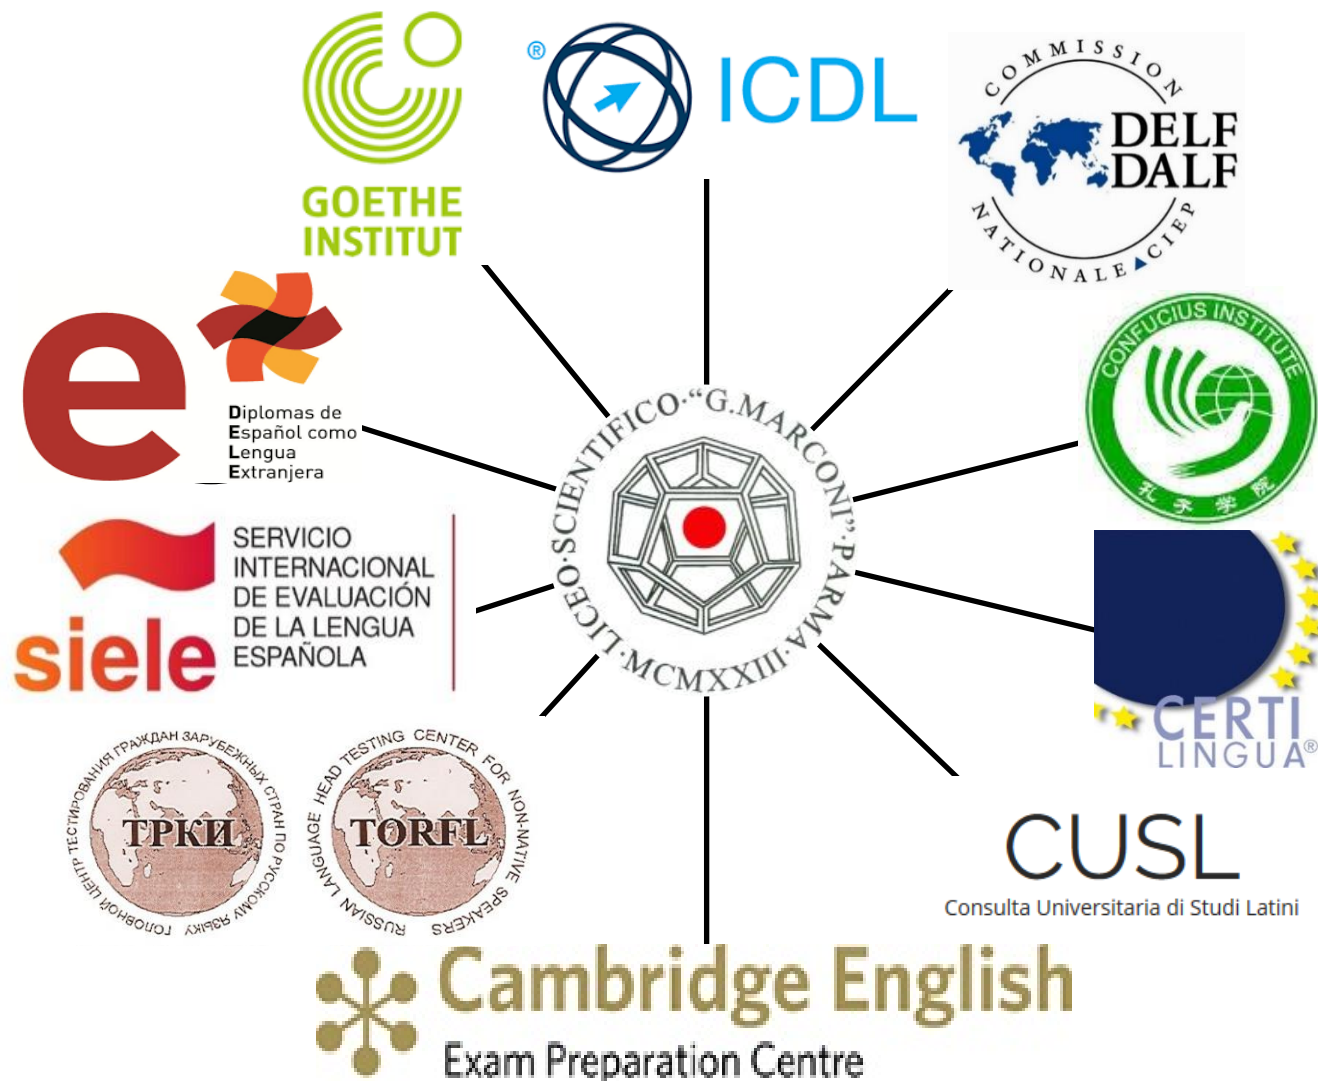 GOETHE
INSTITUT
®
ICDL
COMMISSION
DELF
DALF
NATIONALE CIEP
e
Diplomas de
Español como
Lengua
Extranjera
CONFUCIUS INSTITUTE
孔子学院
LICEO·SCIENTIFICO·“G.MARCONI”·PARMA·
MCMXXIII
siele
SERVICIO
INTERNACIONAL
DE EVALUACIÓN
DE LA LENGUA
ESPAÑOLA
CERTI
LINGUA®
ГОЛОВНОЙ ЦЕНТР ТЕСТИРОВАНИЯ ГРАЖДАН ЗАРУБЕЖНЫХ СТРАН ПО РУССКОМУ ЯЗЫКУ
ТРКИ
RUSSIAN LANGUAGE HEAD TESTING CENTER FOR NON-NATIVE SPEAKERS
TORFL
CUSL
Consulta Universitaria di Studi Latini
Cambridge English
Exam Preparation Centre